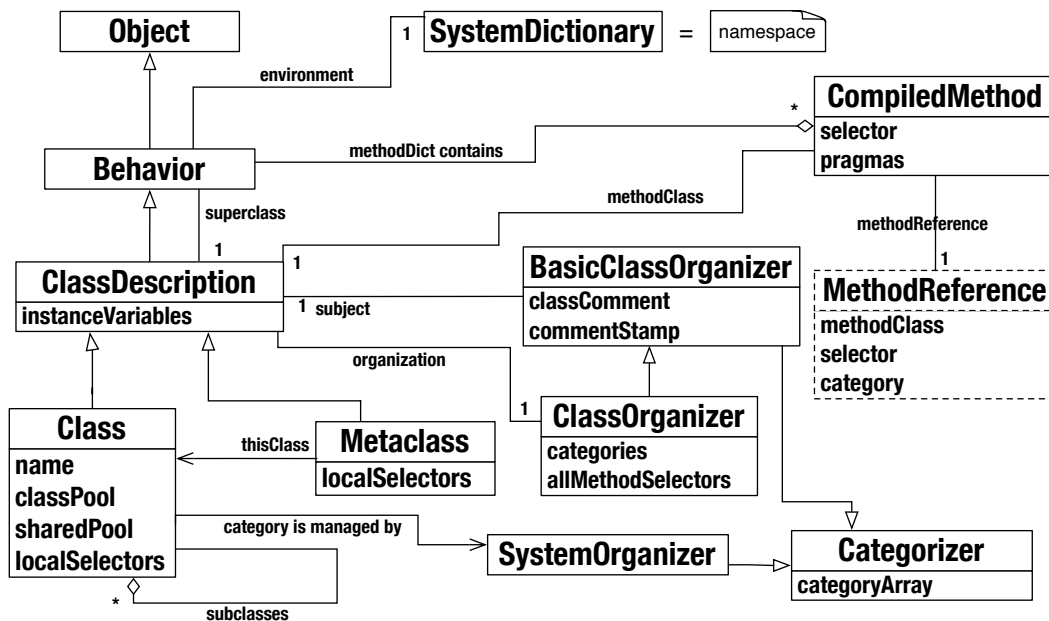 Object
1
SystemDictionary
=
namespace
environment
CompiledMethod
selector
pragmas
*
methodDict contains
Behavior
superclass
1
methodClass
1
methodReference
1
ClassDescription
instanceVariables
1
subject
BasicClassOrganizer
classComment
commentStamp
MethodReference
methodClass
selector
category
organization
1
ClassOrganizer
categories
allMethodSelectors
Class
name
classPool
sharedPool
localSelectors
thisClass
Metaclass
localSelectors
category is managed by
SystemOrganizer
Categorizer
categoryArray
*
subclasses